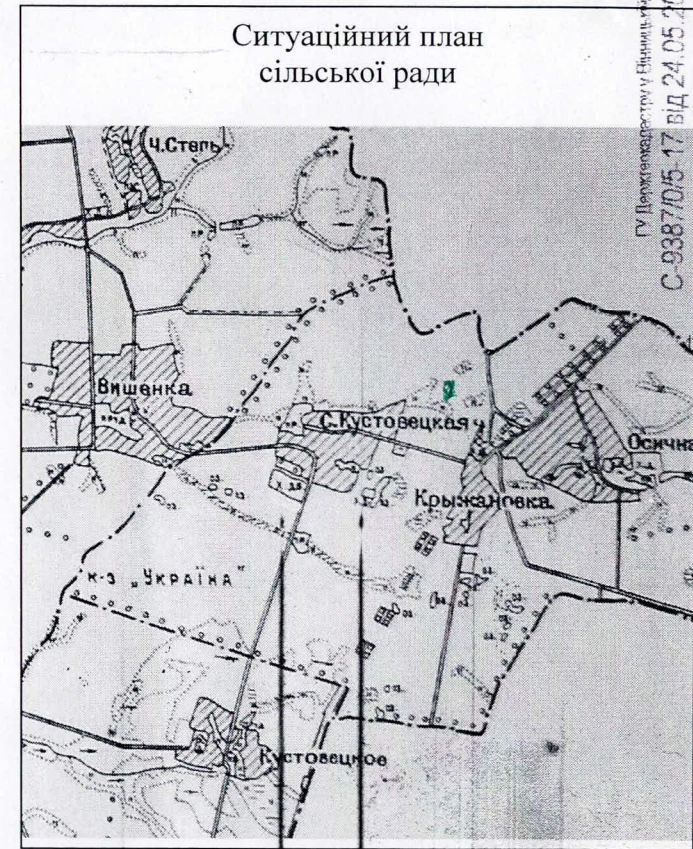 Ситуаційний план
сільської ради
ГУ Держгеокадастру у Вінницькій
С-9387/0/5-17 від 24.05.20
Ч.Степь
Вишенка
С.Кустовецкая
Осична
Крыжановка
к-з „УКРАЇНА"
Кустовецкое